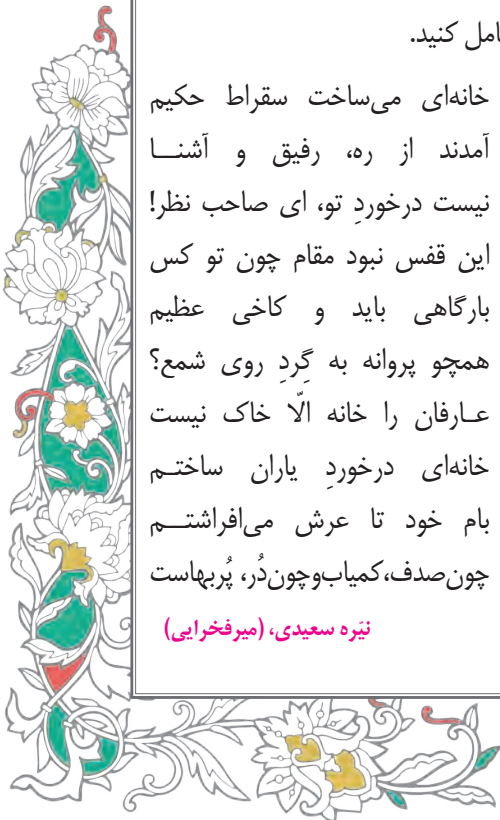 امل کنید.
خانه‌ای می‌ساخت سقراط حکیم
آمدند از ره، رفیق و آشنـــا
نیست درخوردِ تو، ای صاحب نظر!
این قفس نبود مقام چون تو کس
بارگاهی باید و کاخی عظیم
همچو پروانه به گِردِ روی شمع؟
عـارفان را خانه الّا خاک نیست
خانه‌ای درخوردِ یاران ساختـم
بام خود تا عرش می‌افراشتـــم
چون‌صدف،کمیاب‌وچون‌دُر، پُربهاست
نیّره سعیدی، (میرفخرایی)